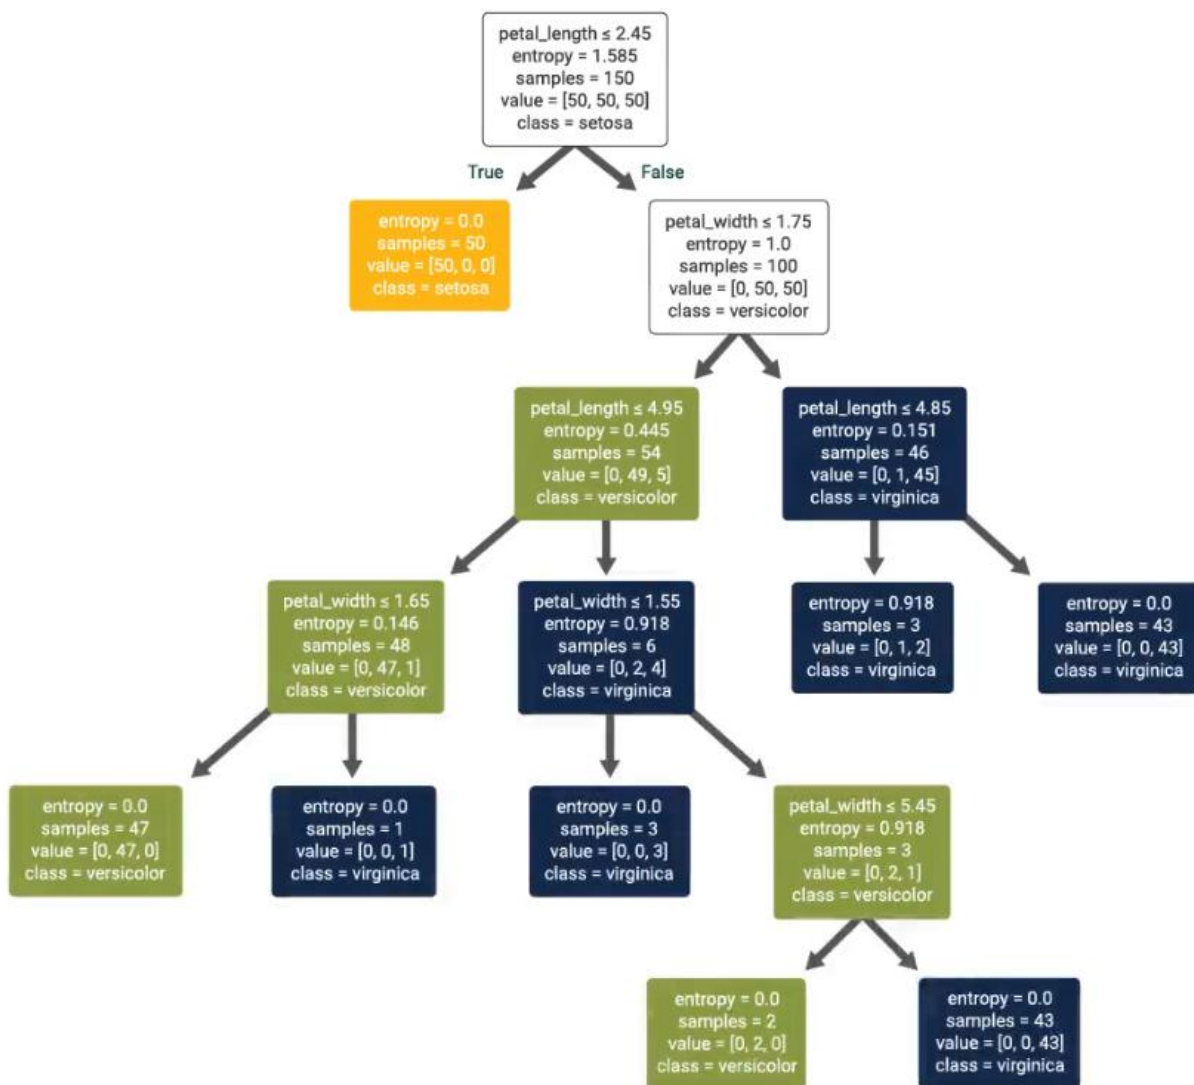 petal_length ≤ 2.45
entropy = 1.585
samples = 150
value = [50, 50, 50]
class = setosa
True
False
entropy = 0.0
samples = 50
value = [50, 0, 0]
class = setosa
petal_width ≤ 1.75
entropy = 1.0
samples = 100
value = [0, 50, 50]
class = versicolor
petal_length ≤ 4.95
entropy = 0.445
samples = 54
value = [0, 49, 5]
class = versicolor
petal_length ≤ 4.85
entropy = 0.151
samples = 46
value = [0, 1, 45]
class = virginica
petal_width ≤ 1.65
entropy = 0.146
samples = 48
value = [0, 47, 1]
class = versicolor
petal_width ≤ 1.55
entropy = 0.918
samples = 6
value = [0, 2, 4]
class = virginica
entropy = 0.918
samples = 3
value = [0, 1, 2]
class = virginica
entropy = 0.0
samples = 43
value = [0, 0, 43]
class = virginica
entropy = 0.0
samples = 47
value = [0, 47, 0]
class = versicolor
entropy = 0.0
samples = 1
value = [0, 0, 1]
class = virginica
entropy = 0.0
samples = 3
value = [0, 0, 3]
class = virginica
petal_width ≤ 5.45
entropy = 0.918
samples = 3
value = [0, 2, 1]
class = versicolor
entropy = 0.0
samples = 2
value = [0, 2, 0]
class = versicolor
entropy = 0.0
samples = 43
value = [0, 0, 43]
class = virginica